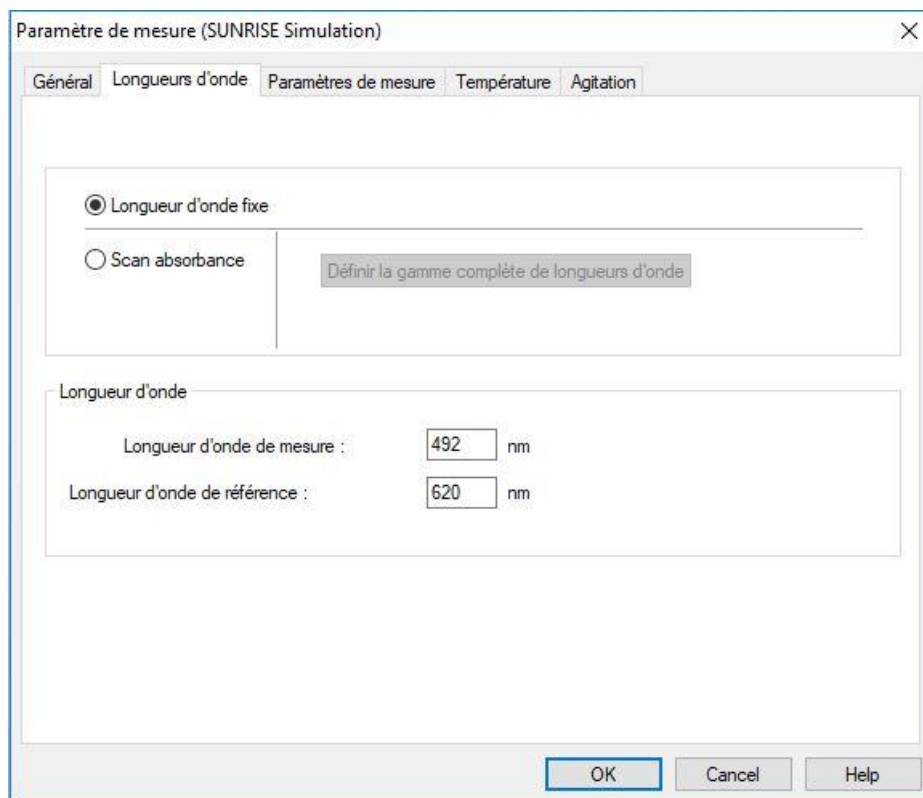 Paramètre de mesure (SUNRISE Simulation)
Général Longueurs d'onde Paramètres de mesure Température Agitation
Longueur d'onde fixe
Scan absorbance
Définir la gamme complète de longueurs d'onde
Longueur d'onde
Longueur d'onde de mesure : 492 nm
Longueur d'onde de référence : 620 nm
OK Cancel Help